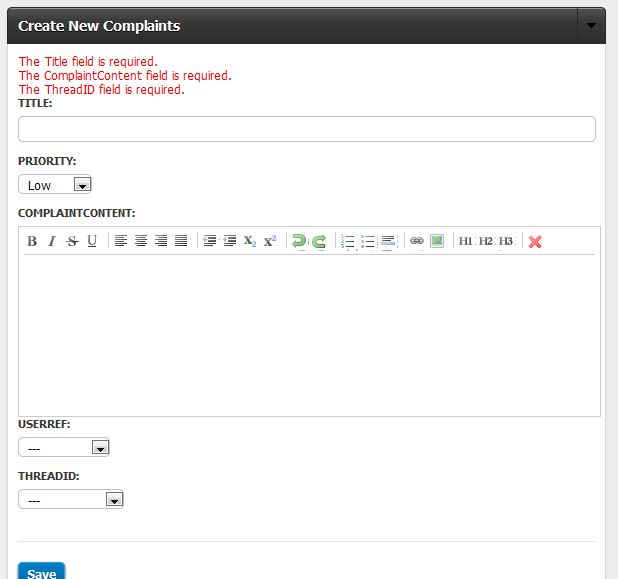 Create New Complaints
The Title field is required.
The ComplaintContent field is required.
The ThreadID field is required.
TITLE:
PRIORITY:
Low
COMPLAINTCONTENT:
B I S U X2 X2 H1 H2 H3
USERREF:
---
THREADID:
---
Save